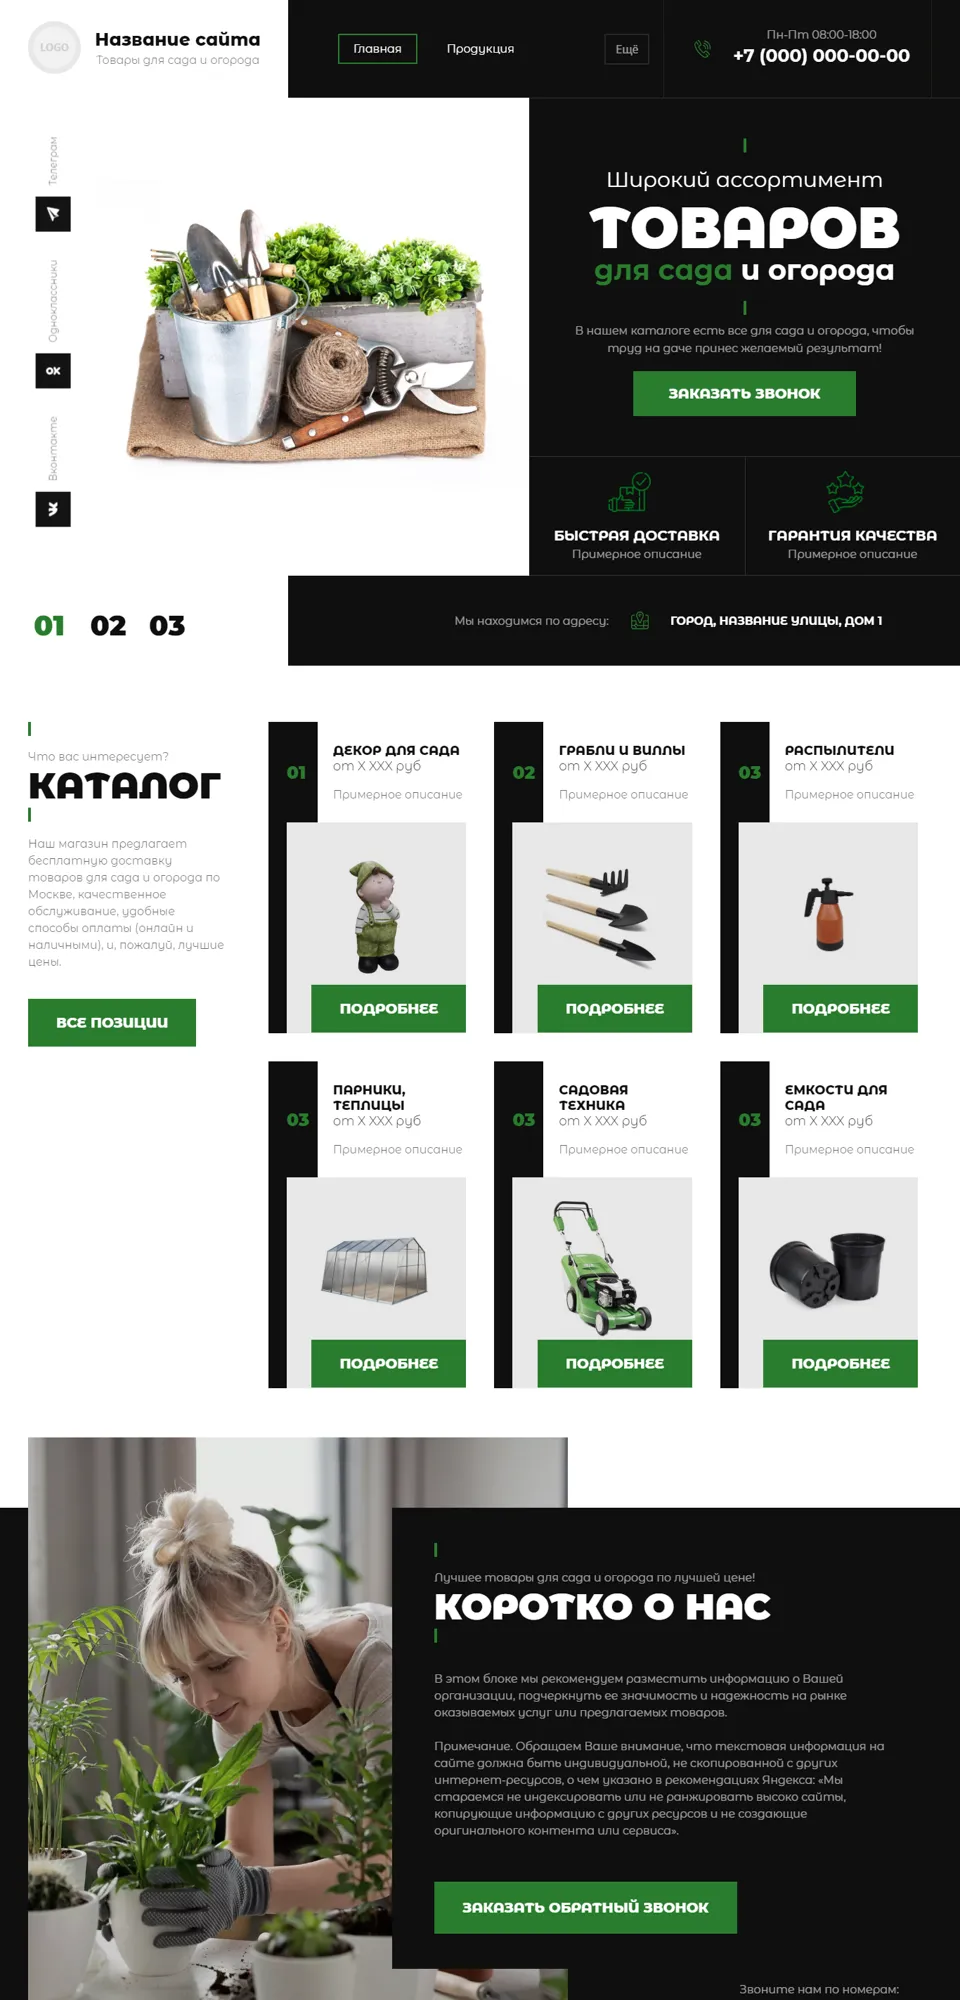 LOGO
Название сайта
Товары для сада и огорода
Главная
Продукция
Ещё
Пн-Пт 08:00-18:00
+7 (000) 000-00-00
Телеграм
Одноклассники
Вконтакте
Широкий ассортимент
ТОВАРОВ
для сада и огорода
В нашем каталоге есть все для сада и огорода, чтобы
труд на даче принес желаемый результат!
ЗАКАЗАТЬ ЗВОНОК
БЫСТРАЯ ДОСТАВКА
Примерное описание
ГАРАНТИЯ КАЧЕСТВА
Примерное описание
01 02 03
Мы находимся по адресу:
ГОРОД, НАЗВАНИЕ УЛИЦЫ, ДОМ 1
Что вас интересует?
КАТАЛОГ
Наш магазин предлагает
бесплатную доставку
товаров для сада и огорода по
Москве, качественное
обслуживание, удобные
способы оплаты (онлайн и
наличными), и, пожалуй, лучшие
цены.
ВСЕ ПОЗИЦИИ
01
ДЕКОР ДЛЯ САДА
от X XXX руб
Примерное описание
ПОДРОБНЕЕ
02
ГРАБЛИ И ВИЛЛЫ
от X XXX руб
Примерное описание
ПОДРОБНЕЕ
03
РАСПЫЛИТЕЛИ
от X XXX руб
Примерное описание
ПОДРОБНЕЕ
03
ПАРНИКИ,
ТЕПЛИЦЫ
от X XXX руб
Примерное описание
ПОДРОБНЕЕ
03
САДОВАЯ
ТЕХНИКА
от X XXX руб
Примерное описание
ПОДРОБНЕЕ
03
ЕМКОСТИ ДЛЯ
САДА
от X XXX руб
Примерное описание
ПОДРОБНЕЕ
Лучшее товары для сада и огорода по лучшей цене!
КОРОТКО О НАС
В этом блоке мы рекомендуем разместить информацию о Вашей
организации, подчеркнуть ее значимость и надежность на рынке
оказываемых услуг или предлагаемых товаров.
Примечание. Обращаем Ваше внимание, что текстовая информация на
сайте должна быть индивидуальной, не скопированной с других
интернет-ресурсов, о чем указано в рекомендациях Яндекса: «Мы
стараемся не индексировать или не ранжировать высоко сайты,
копирующие информацию с других ресурсов и не создающие
оригинального контента или сервиса».
ЗАКАЗАТЬ ОБРАТНЫЙ ЗВОНОК
Звоните нам по номерам: